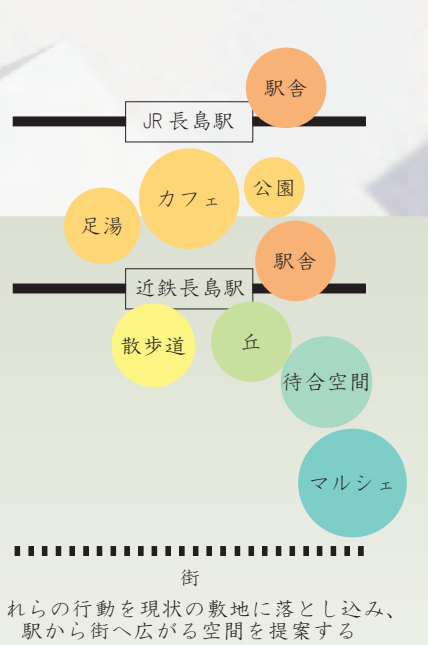 駅舎
JR 長島駅
カフェ
公園
足湯
駅舎
近鉄長島駅
散歩道
丘
待合空間
マルシェ
街
れらの行動を現状の敷地に落とし込み、
駅から街へ広がる空間を提案する